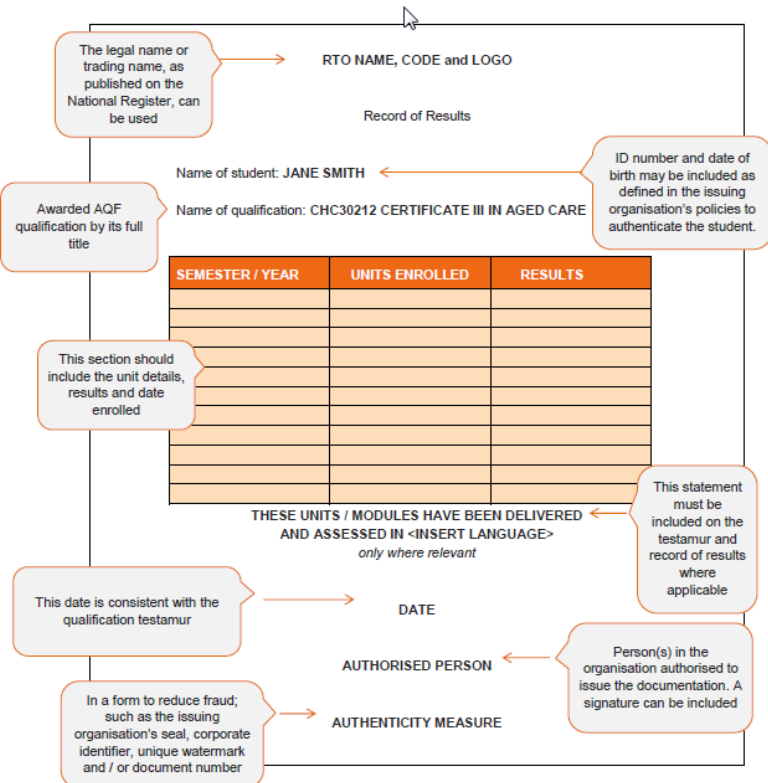 The legal name or
trading name, as
published on the
National Register, can
be used
RTO NAME, CODE and LOGO
Record of Results
Name of student: JANE SMITH
ID number and date of
birth may be included as
defined in the issuing
organisation's policies to
authenticate the student.
Awarded AQF
qualification by its full
title
Name of qualification: CHC30212 CERTIFICATE III IN AGED CARE
SEMESTER / YEAR UNITS ENROLLED RESULTS
This section should
include the unit details,
results and date
enrolled
THESE UNITS / MODULES HAVE BEEN DELIVERED
AND ASSESSED IN <INSERT LANGUAGE>
only where relevant
This statement
must be
included on the
testamur and
record of results
where
applicable
This date is consistent with the
qualification testamur
DATE
AUTHORISED PERSON
Person(s) in the
organisation authorised to
issue the documentation. A
signature can be included
In a form to reduce fraud;
such as the issuing
organisation's seal, corporate
identifier, unique watermark
and / or document number
AUTHENTICITY MEASURE